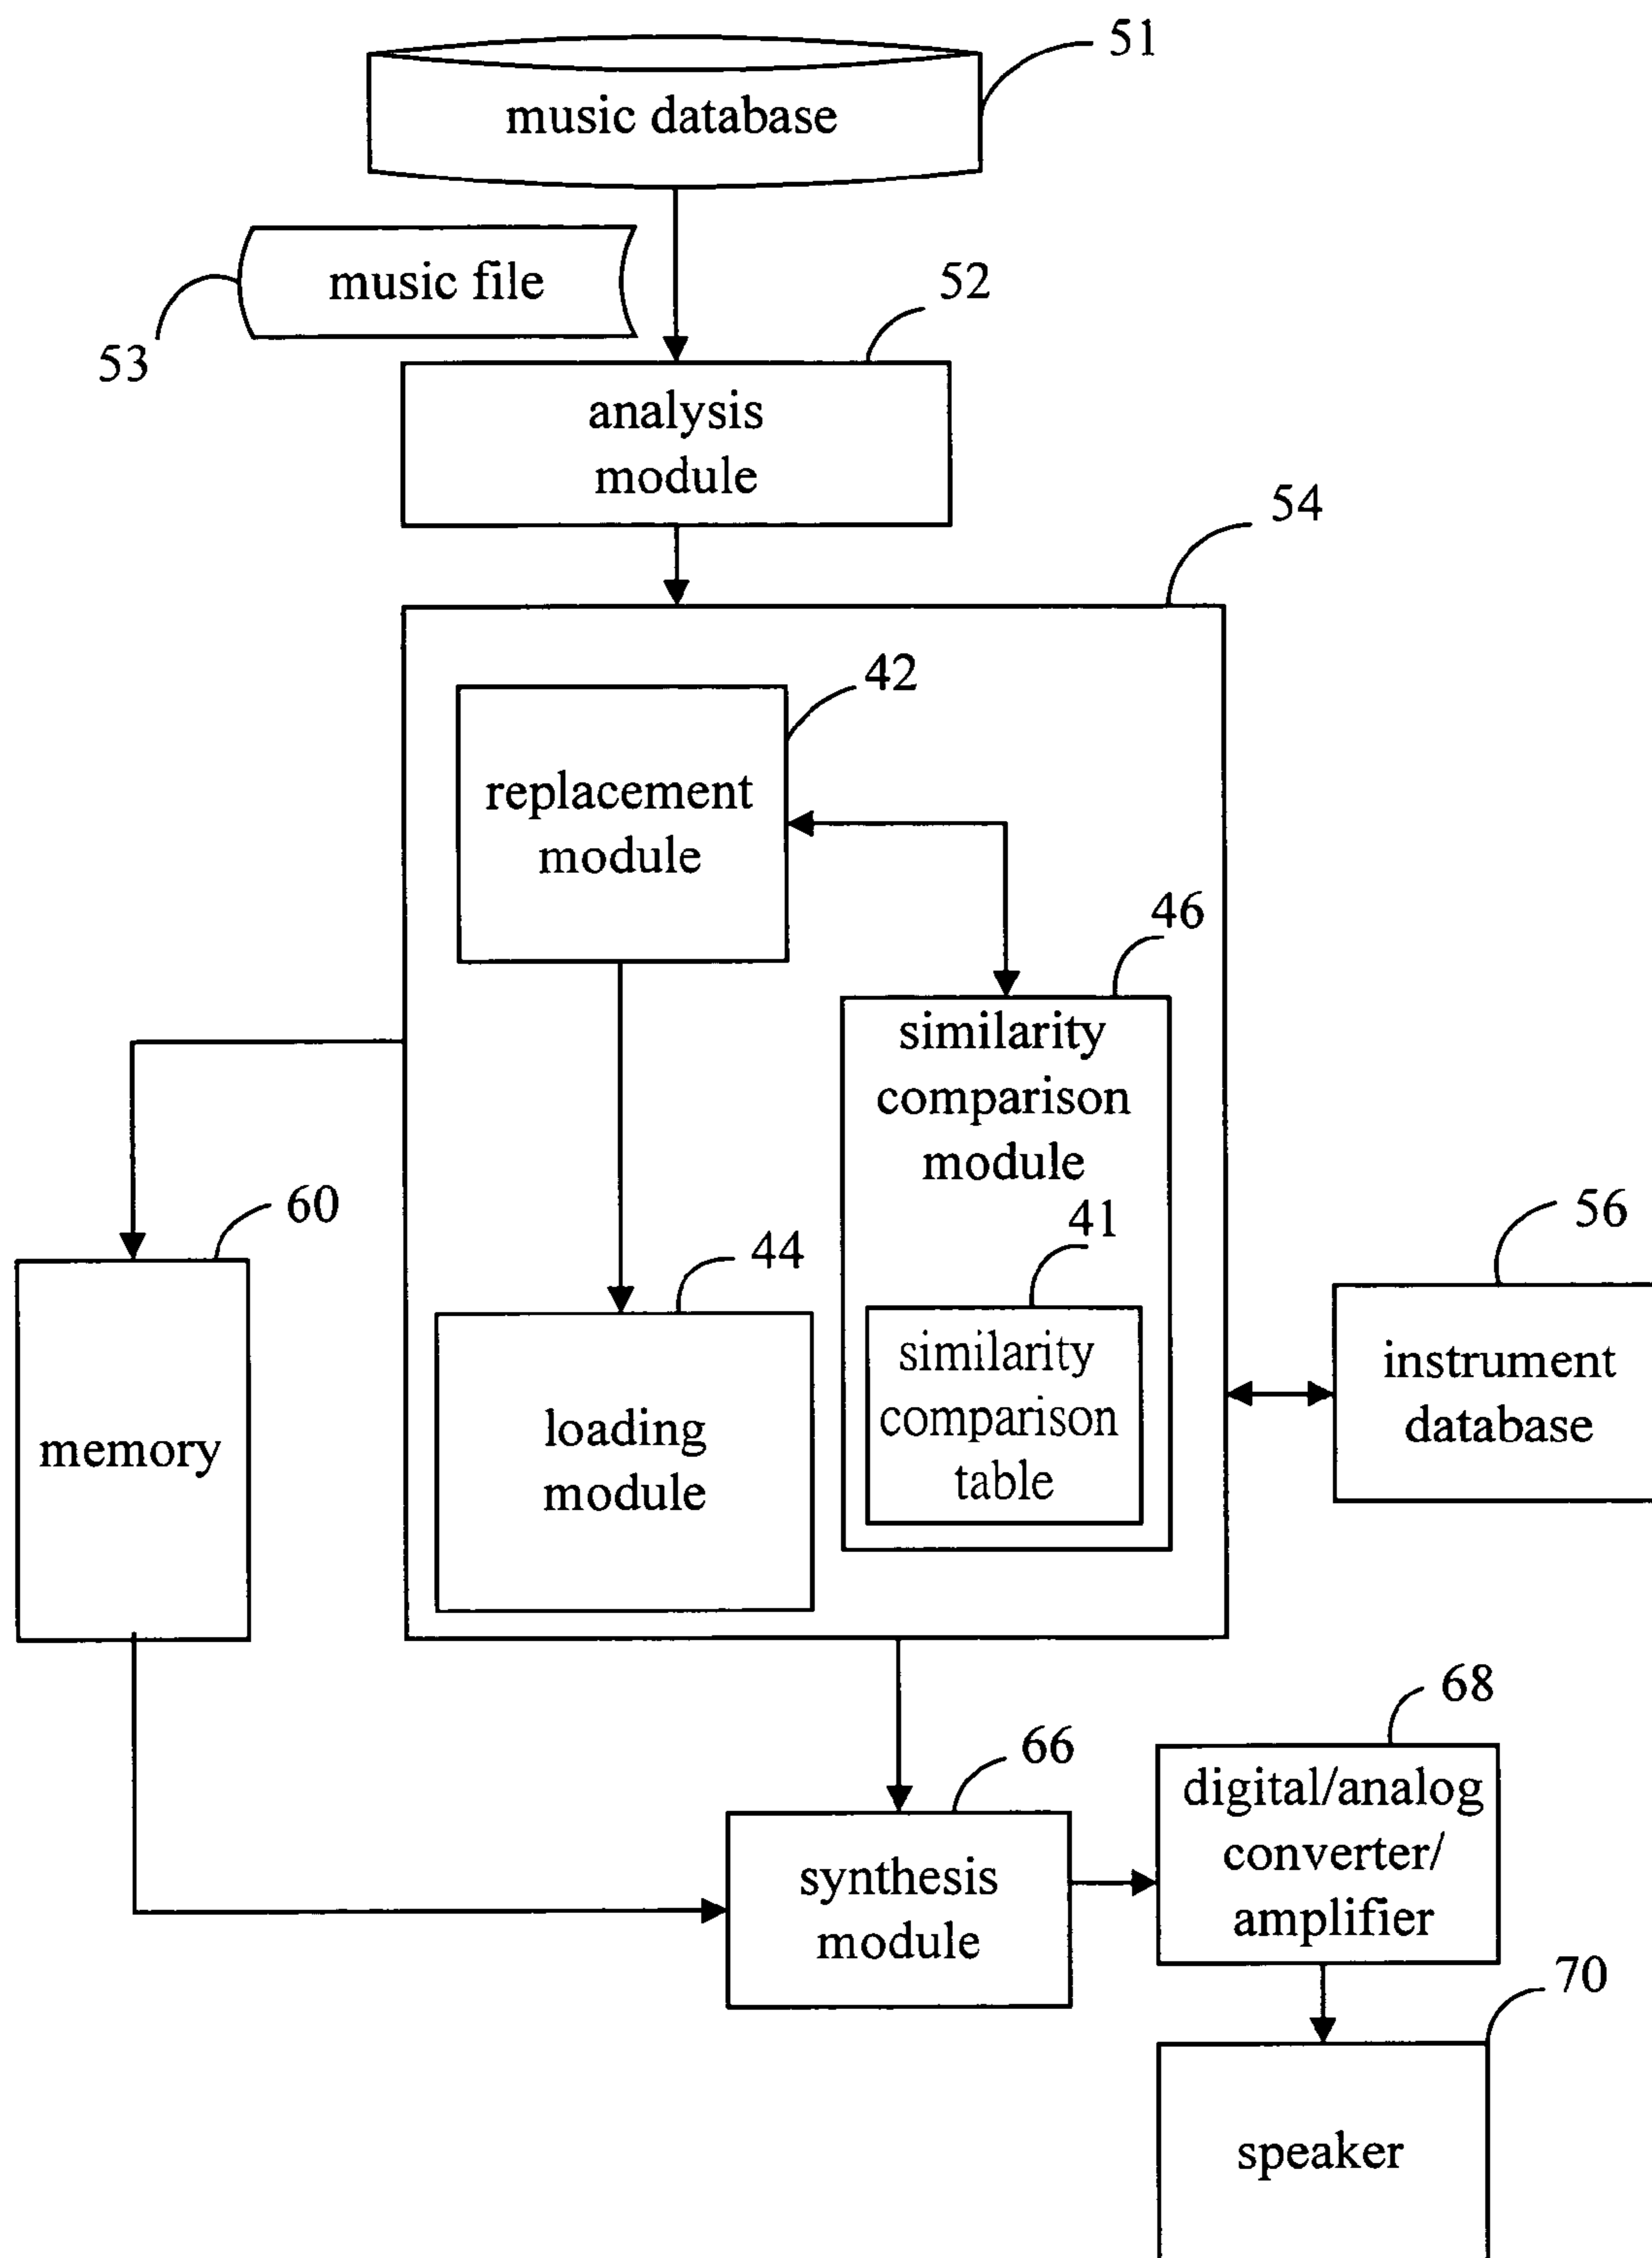 51
music database
music file
53
52
analysis
module
54
42
replacement
module
46
similarity
comparison
module
41
similarity
comparison
table
44
loading
module
60
memory
56
instrument
database
66
synthesis
module
68
digital/analog
converter/
amplifier
70
speaker